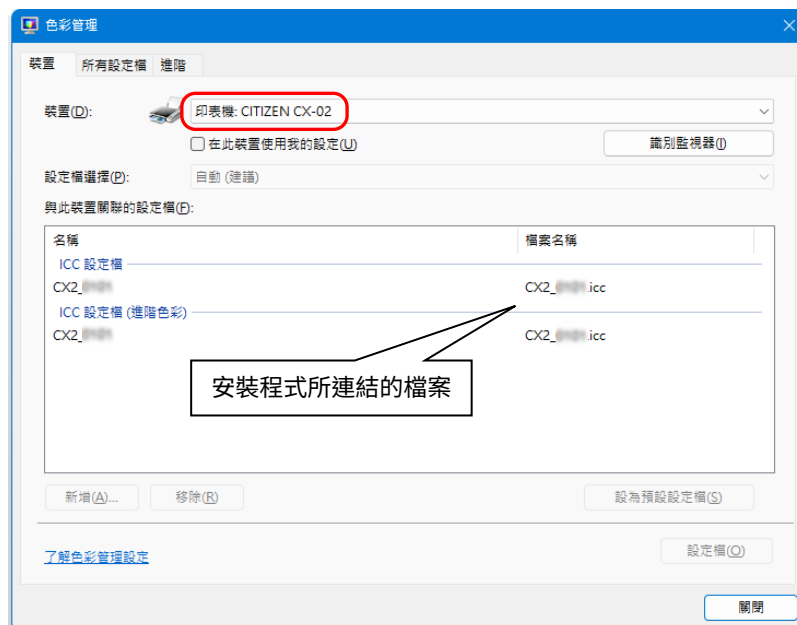 色彩管理
裝置 所有設定檔 進階
裝置(D): 印表機: CITIZEN CX-02
在此裝置使用我的設定(U) 識別監視器(I)
設定檔選擇(P): 自動 (建議)
與此裝置關聯的設定檔(F):
名稱 檔案名稱
ICC 設定檔
CX2_ CX2_ .icc
ICC 設定檔 (進階色彩)
CX2_ CX2_ .icc
安裝程式所連結的檔案
新增(A)... 移除(R) 設為預設設定檔(S)
了解色彩管理設定 設定檔(O)
關閉